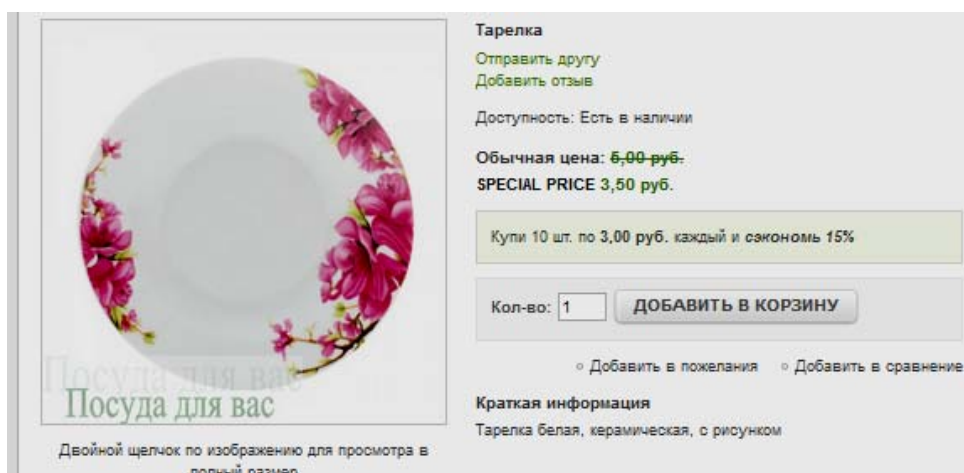 Тарелка
Отправить другу
Добавить отзыв
Доступность: Есть в наличии
Обычная цена: 5,00 руб.
SPECIAL PRICE 3,50 руб.
Купи 10 шт. по 3,00 руб. каждый и сэкономь 15%
Кол-во: 1 ДОБАВИТЬ В КОРЗИНУ
Добавить в пожелания Добавить в сравнение
Краткая информация
Тарелка белая, керамическая, с рисунком
Посуда для вас
Посуда для вас
Двойной щелчок по изображению для просмотра в
полный размер